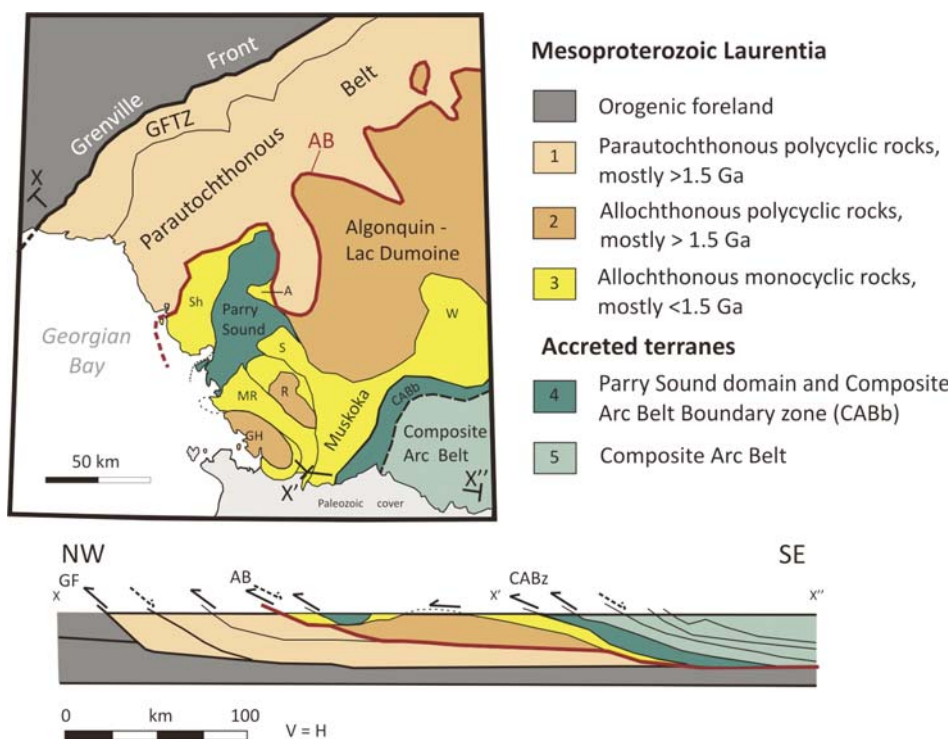 Grenville Front
GFTZ
Parautochthonous Belt
AB
X
Algonquin -
Lac Dumoine
Sh
A
Parry
Sound
W
S
Georgian
Bay
MR
R
Muskoka
CABb
GH
Composite
Arc Belt
50 km
X'
X''
Paleozoic cover
Mesoproterozoic Laurentia
Orogenic foreland
1 Parautochthonous polycyclic rocks,
mostly >1.5 Ga
2 Allochthonous polycyclic rocks,
mostly > 1.5 Ga
3 Allochthonous monocyclic rocks,
mostly <1.5 Ga
Accreted terranes
4 Parry Sound domain and Composite
Arc Belt Boundary zone (CABb)
5 Composite Arc Belt
NW SE
GF AB CABz
X X' X''
0 km 100
V = H